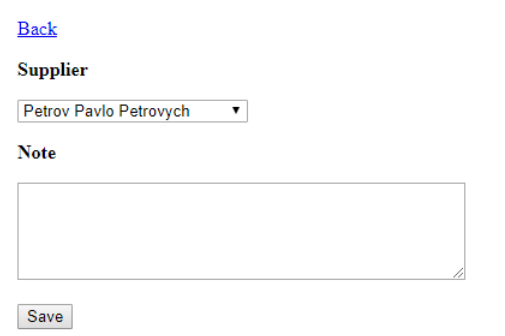 Back
Supplier
Petrov Pavlo Petrovych
Note
Save